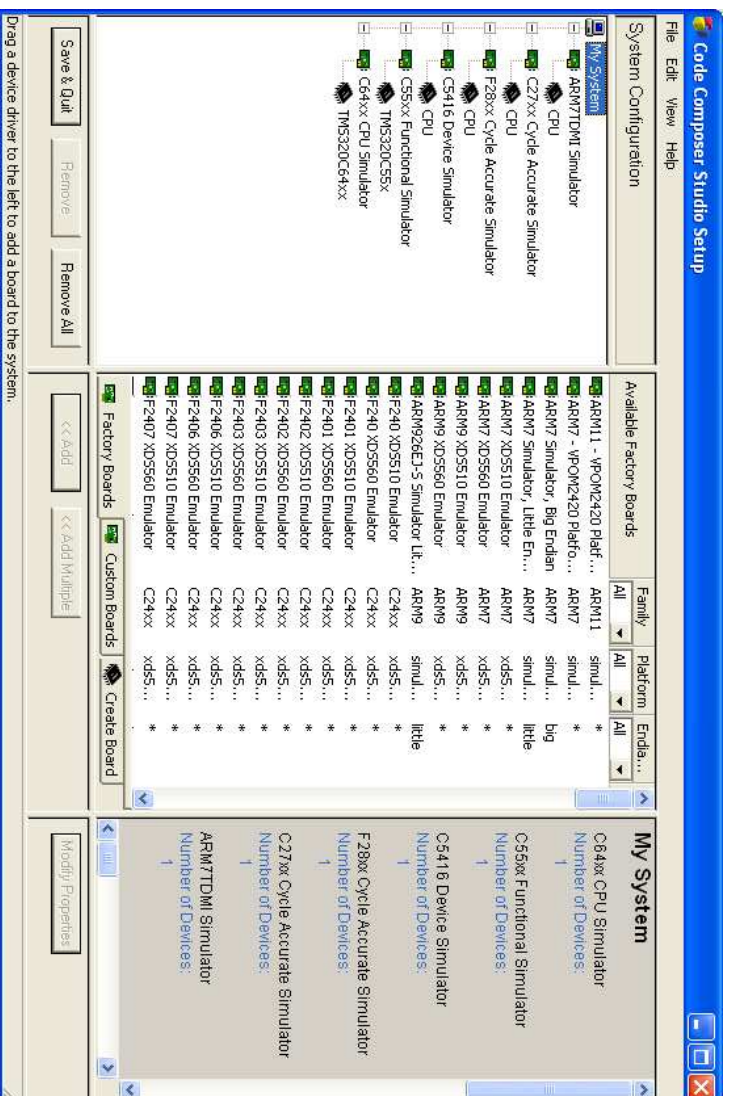 Code Composer Studio Setup
File Edit View Help
System Configuration
My System
ARM7TDMI Simulator
CPU
C27xx Cycle Accurate Simulator
CPU
F28xx Cycle Accurate Simulator
CPU
C5416 Device Simulator
CPU
C55xx Functional Simulator
TMS320C55x
C64xx CPU Simulator
TMS320C64xx
Save & Quit
Remove
Remove All
Drag a device driver to the left to add a board to the system.
Available Factory Boards Family Platform Endia...
All All All
ARM11 - VPOM2420 Platf... ARM11 simul... *
ARM7 - VPOM2420 Platfo... ARM7 simul... *
ARM7 Simulator, Big Endian ARM7 simul... big
ARM7 Simulator, Little En... ARM7 simul... little
ARM7 XDS510 Emulator ARM7 xds5... *
ARM7 XDS560 Emulator ARM7 xds5... *
ARM9 XDS510 Emulator ARM9 xds5... *
ARM9 XDS560 Emulator ARM9 xds5... *
ARM926EJ-S Simulator Lit... ARM9 simul... little
F240 XDS510 Emulator C24xx xds5... *
F240 XDS560 Emulator C24xx xds5... *
F2401 XDS510 Emulator C24xx xds5... *
F2401 XDS560 Emulator C24xx xds5... *
F2402 XDS510 Emulator C24xx xds5... *
F2402 XDS560 Emulator C24xx xds5... *
F2403 XDS510 Emulator C24xx xds5... *
F2403 XDS560 Emulator C24xx xds5... *
F2406 XDS510 Emulator C24xx xds5... *
F2406 XDS560 Emulator C24xx xds5... *
F2407 XDS510 Emulator C24xx xds5... *
F2407 XDS560 Emulator C24xx xds5... *
Factory Boards Custom Boards Create Board
<< Add
<< Add Multiple
My System
C64xx CPU Simulator
Number of Devices:
1
C55xx Functional Simulator
Number of Devices:
1
C5416 Device Simulator
Number of Devices:
1
F28xx Cycle Accurate Simulator
Number of Devices:
1
C27xx Cycle Accurate Simulator
Number of Devices:
1
ARM7TDMI Simulator
Number of Devices:
1
Modify Properties